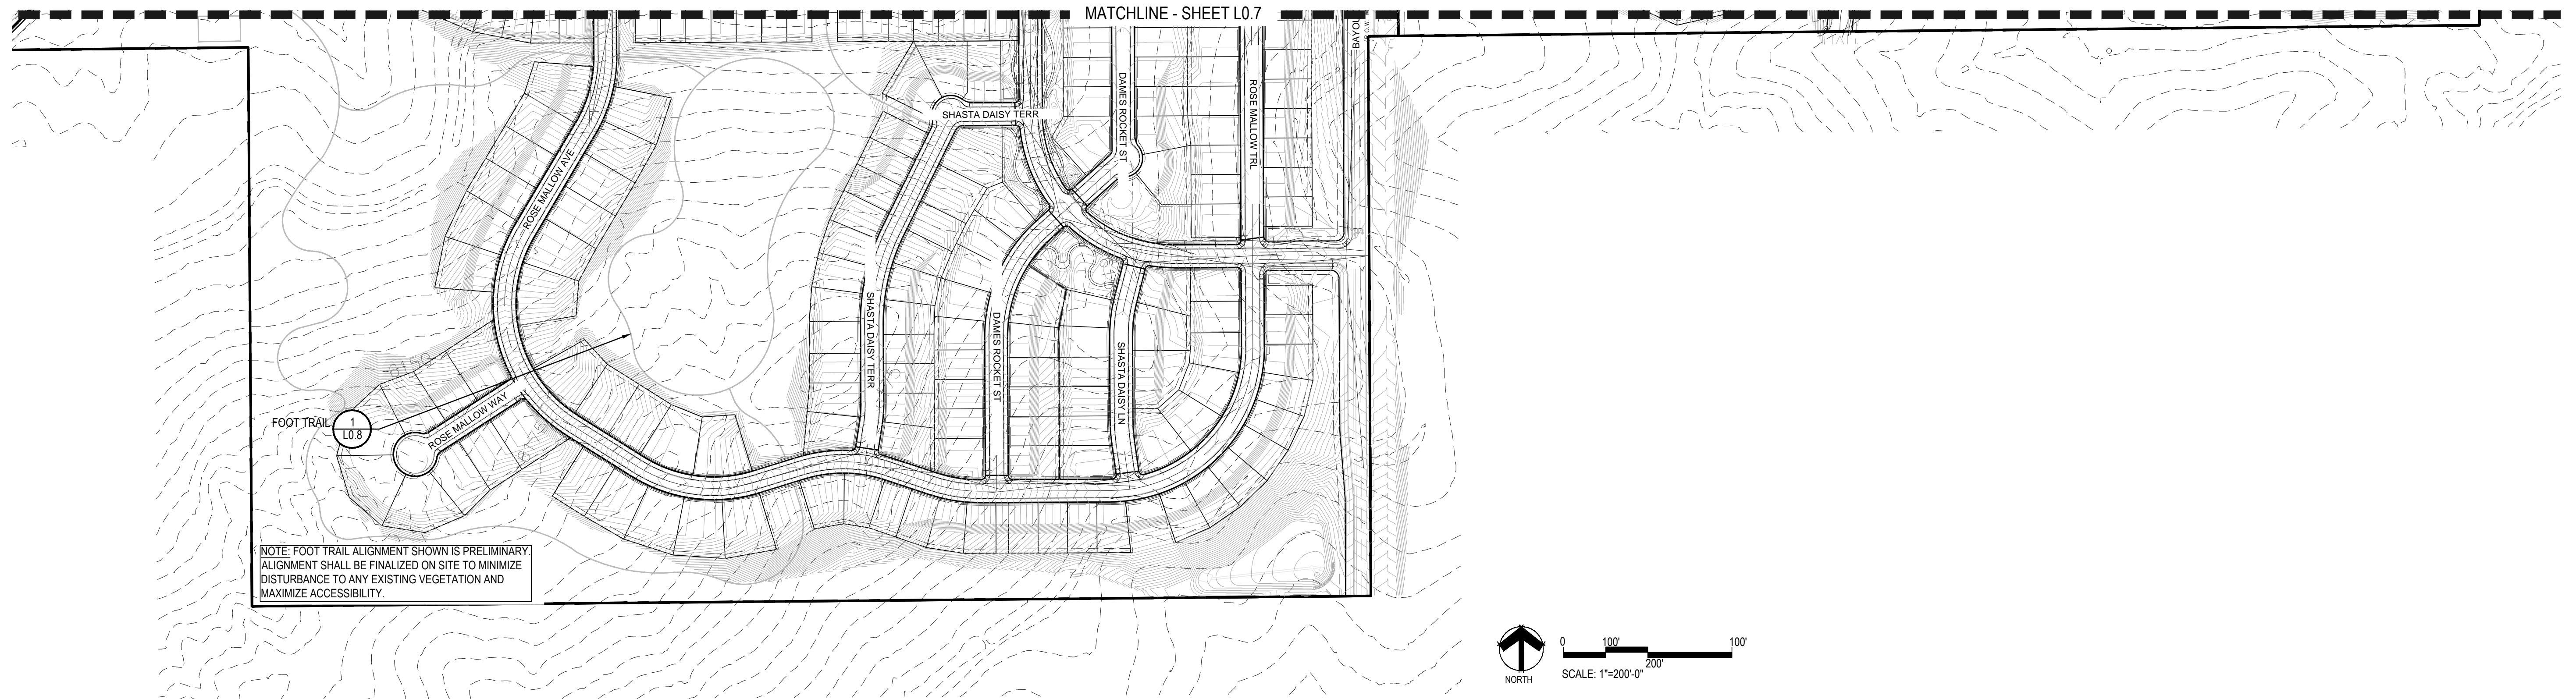 MATCHLINE - SHEET L0.7
BAYOU
SHASTA DAISY TERR
DAMES ROCKET ST
ROSE MALLOW TRL
ROSE MALLOW AVE
SHASTA DAISY TERR
DAMES ROCKET ST
SHASTA DAISY LN
6150
FOOT TRAIL
1
L0.8
ROSE MALLOW WAY
NOTE: FOOT TRAIL ALIGNMENT SHOWN IS PRELIMINARY.
ALIGNMENT SHALL BE FINALIZED ON SITE TO MINIMIZE
DISTURBANCE TO ANY EXISTING VEGETATION AND
MAXIMIZE ACCESSIBILITY.
NORTH
0 100' 100'
200'
SCALE: 1"=200'-0"